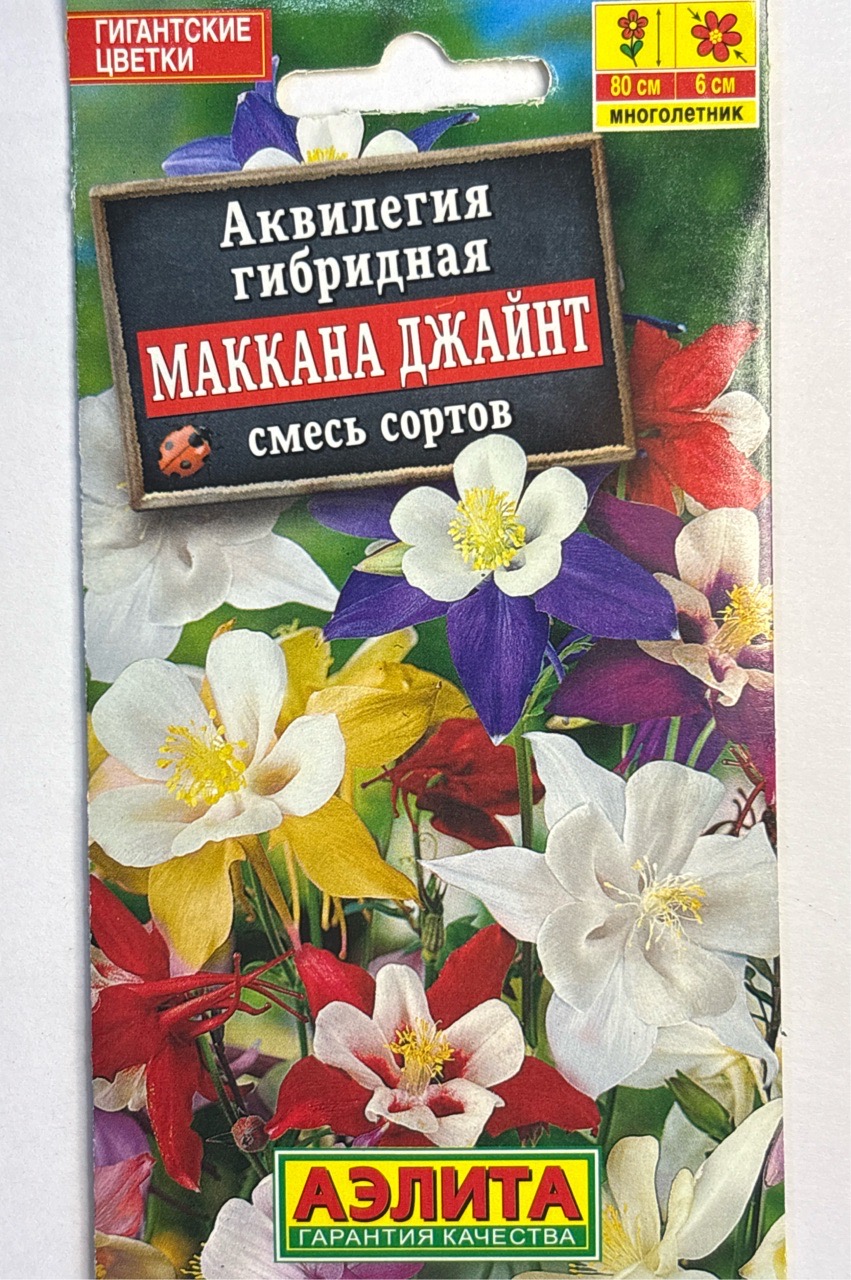 ГИГАНТСКИЕ
ЦВЕТКИ
80 см 6 см
многолетник
Аквилегия
гибридная
МАККАНА ДЖАЙНТ
смесь сортов
АЭЛИТА
ГАРАНТИЯ КАЧЕСТВА